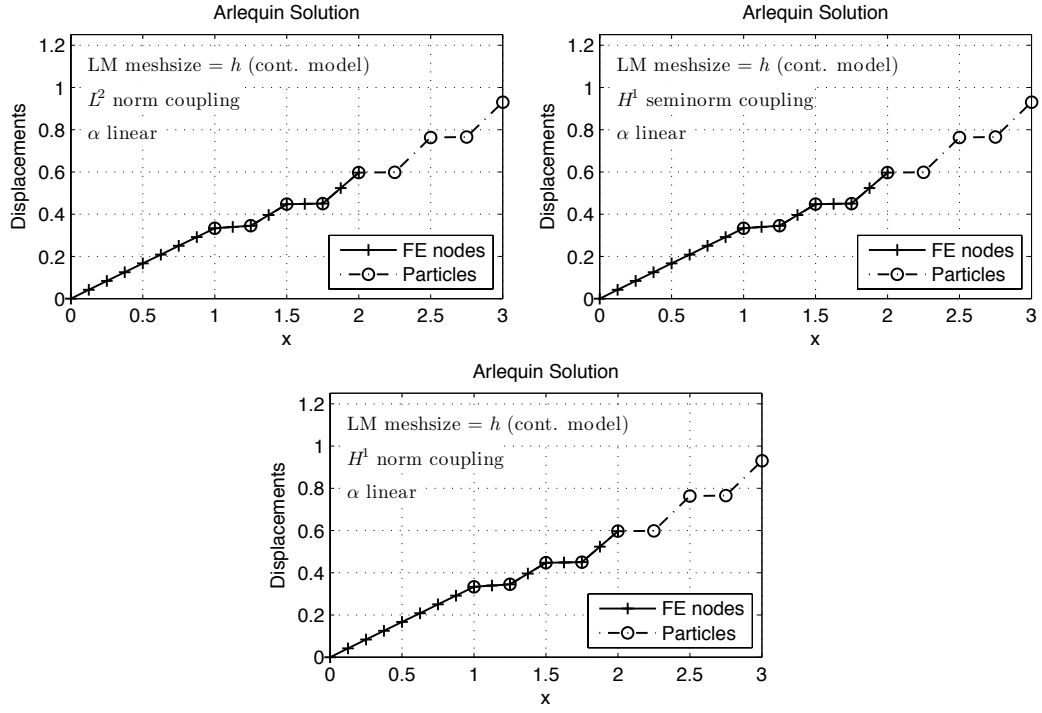 Arlequin Solution
LM meshsize = h (cont. model)
L² norm coupling
α linear
Displacements
1.2
1
0.8
0.6
0.4
0.2
0
0 0.5 1 1.5 2 2.5 3
x
FE nodes
Particles
Arlequin Solution
LM meshsize = h (cont. model)
H¹ seminorm coupling
α linear
Displacements
1.2
1
0.8
0.6
0.4
0.2
0
0 0.5 1 1.5 2 2.5 3
x
FE nodes
Particles
Arlequin Solution
LM meshsize = h (cont. model)
H¹ norm coupling
α linear
Displacements
1.2
1
0.8
0.6
0.4
0.2
0
0 0.5 1 1.5 2 2.5 3
x
FE nodes
Particles